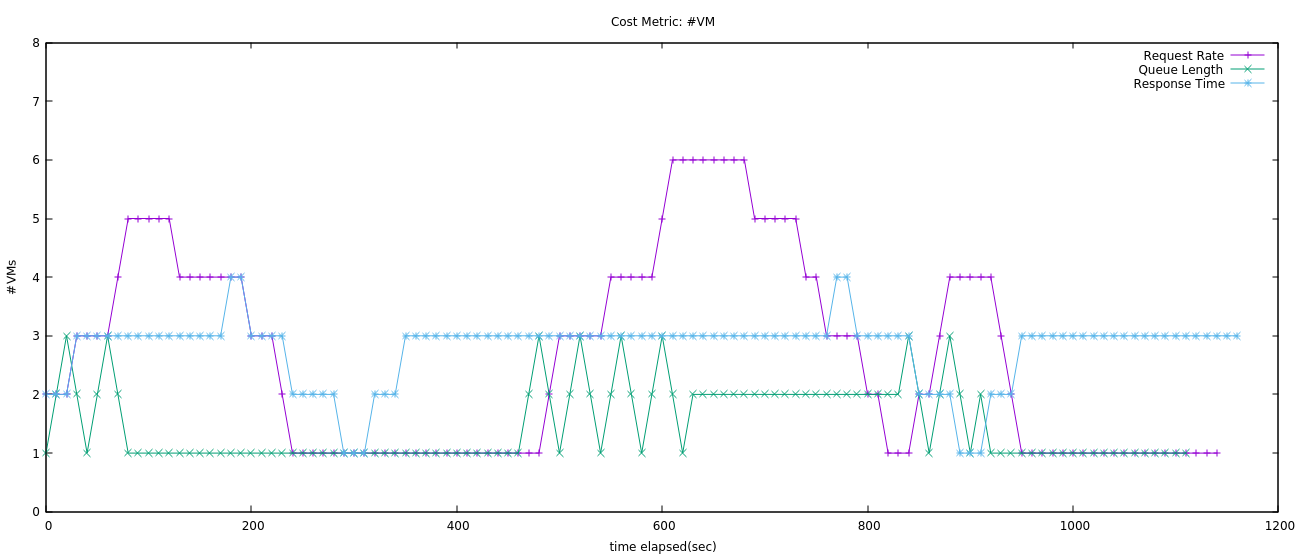 Cost Metric: #VM
8
7
6
5
4
3
2
1
0
#VMs
Request Rate
Queue Length
Response Time
0 200 400 600 800 1000 1200
time elapsed(sec)